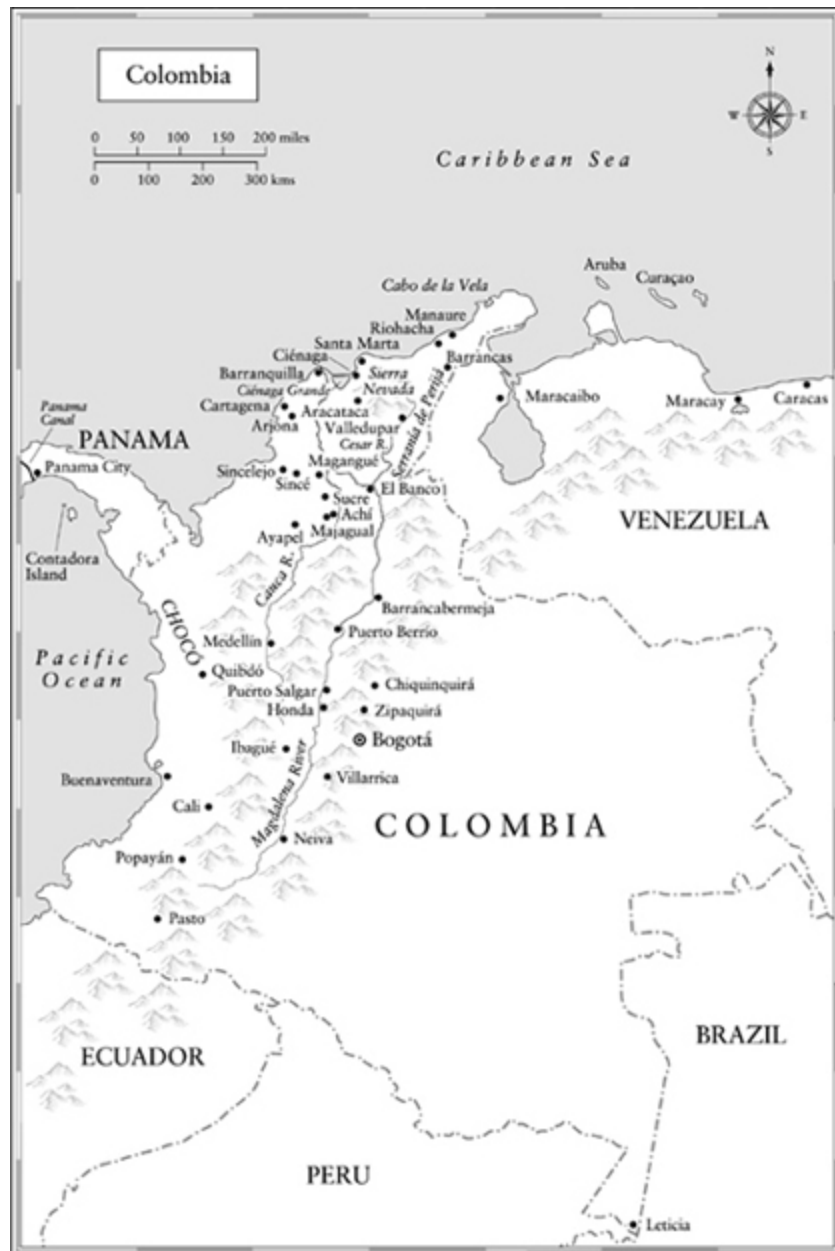 Colombia
0 50 100 150 200 miles
0 100 200 300 kms
N
W E
S
Caribbean Sea
Aruba
Curaçao
Cabo de la Vela
Manaure
Riohacha
Santa Marta
Ciénaga
Barrancas
Barranquilla
Sierra
Nevada
Ciénaga Grande
Maracaibo
Maracay
Caracas
Cartagena
Aracataca
Arjona
Valledupar
Cesar R.
Serranía de Perijá
Panama
Canal
PANAMA
Panama City
Sincelejo
Sincé
Magangué
El Banco
Sucre
Achí
Majagual
Ayapel
VENEZUELA
Contadora
Island
Cauca R.
CHOCÓ
Barrancabermeja
Puerto Berrío
Medellín
Pacific
Ocean
Quibdó
Puerto Salgar
Chiquinquirá
Honda
Zipaquirá
Bogotá
Ibagué
Magdalena River
Buenaventura
Villarrica
Cali
COLOMBIA
Neiva
Popayán
Pasto
ECUADOR
BRAZIL
PERU
Leticia